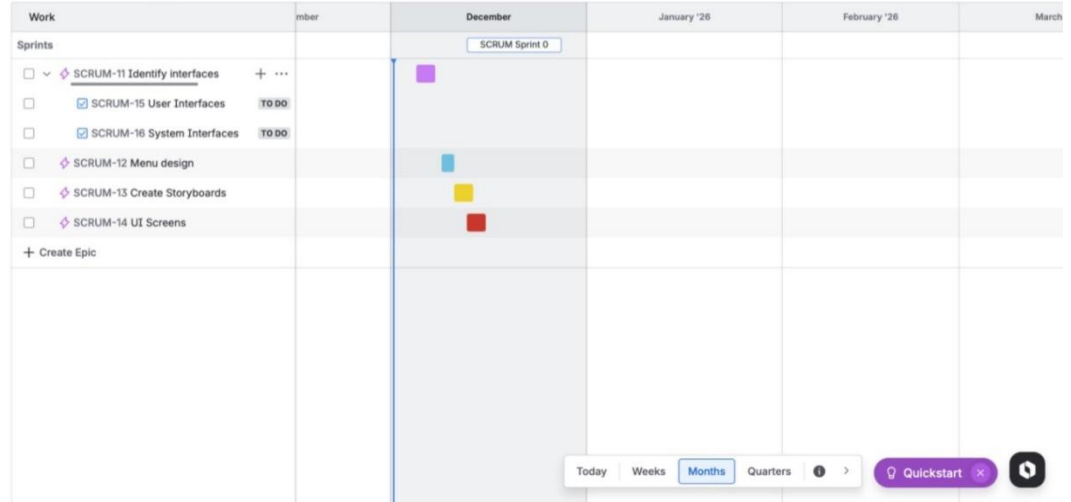 Work mber December January '26 February '26 March
Sprints SCRUM Sprint 0
SCRUM-11 Identify interfaces + ...
SCRUM-15 User Interfaces TO DO
SCRUM-16 System Interfaces TO DO
SCRUM-12 Menu design
SCRUM-13 Create Storyboards
SCRUM-14 UI Screens
+ Create Epic
Today Weeks Months Quarters Quickstart